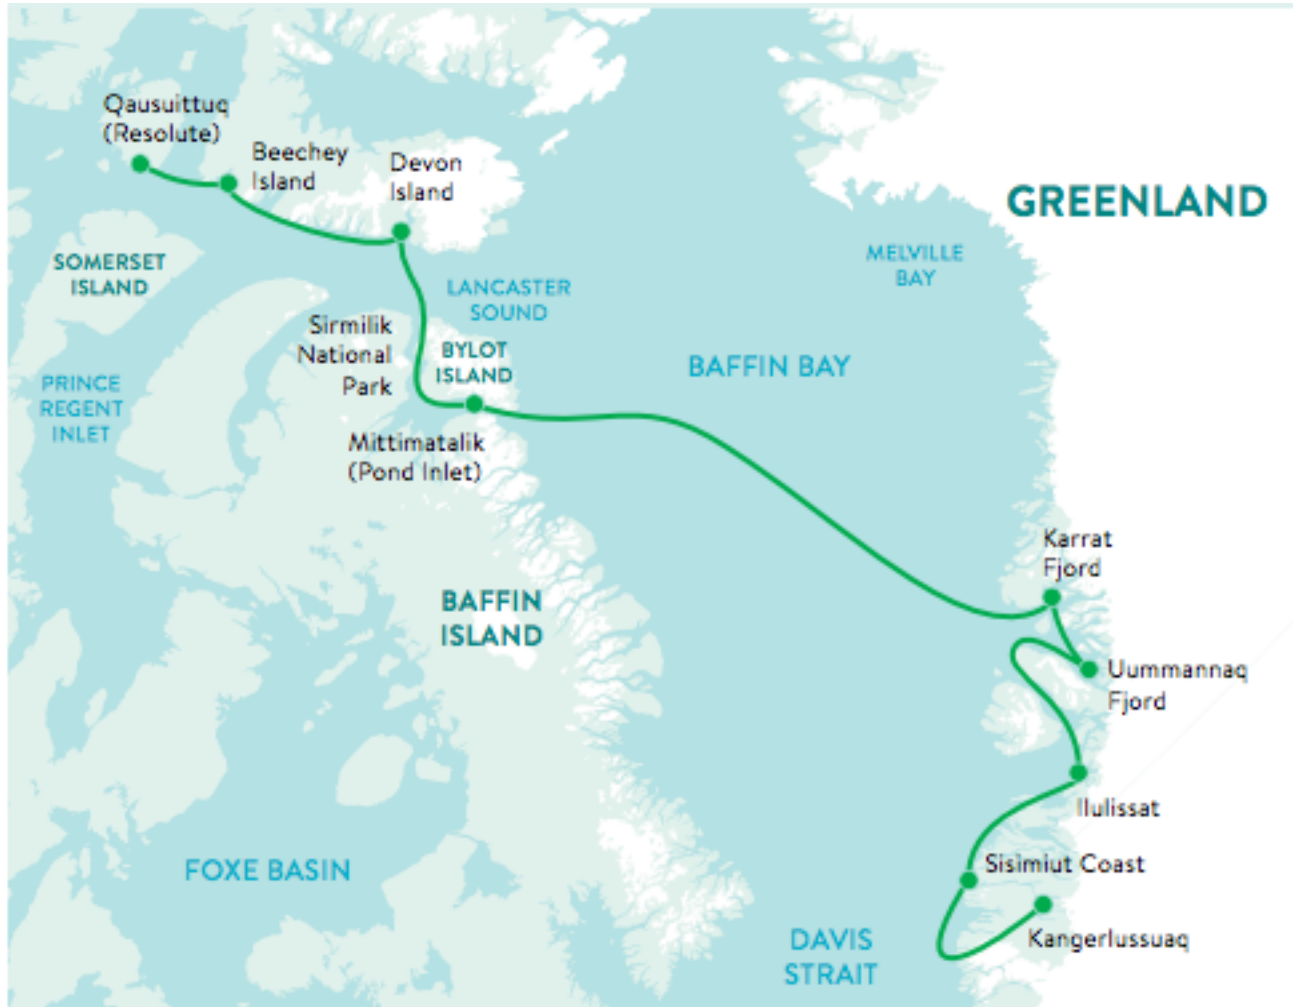 Qausuittuq
(Resolute)
Beechey
Island
Devon
Island
GREENLAND
SOMERSET
ISLAND
MELVILLE
BAY
LANCASTER
SOUND
Sirmilik
National
Park
BYLOT
ISLAND
BAFFIN BAY
PRINCE
REGENT
INLET
Mittimatalik
(Pond Inlet)
Karrat
Fjord
BAFFIN
ISLAND
Uummannaq
Fjord
Ilulissat
FOXE BASIN
Sisimiut Coast
Kangerlussuaq
DAVIS
STRAIT